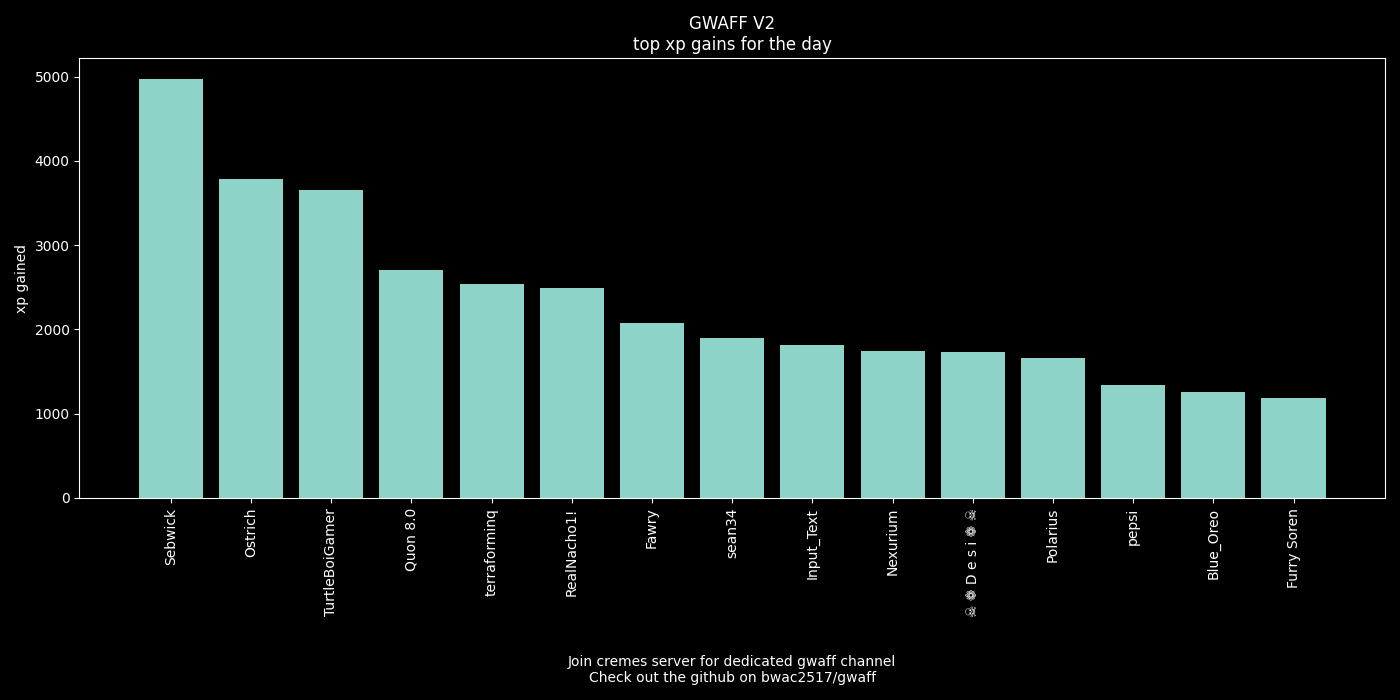 GWAFF V2
top xp gains for the day
xp gained
5000
4000
3000
2000
1000
0
Sebwick
Ostrich
TurtleBoiGamer
Quon 8.0
terraforminq
RealNacho1!
Fawry
sean34
Input_Text
Nexurium
☠ ❁ D e s i ❁ ☠
Polarius
pepsi
Blue_Oreo
Furry Soren
Join cremes server for dedicated gwaff channel
Check out the github on bwac2517/gwaff